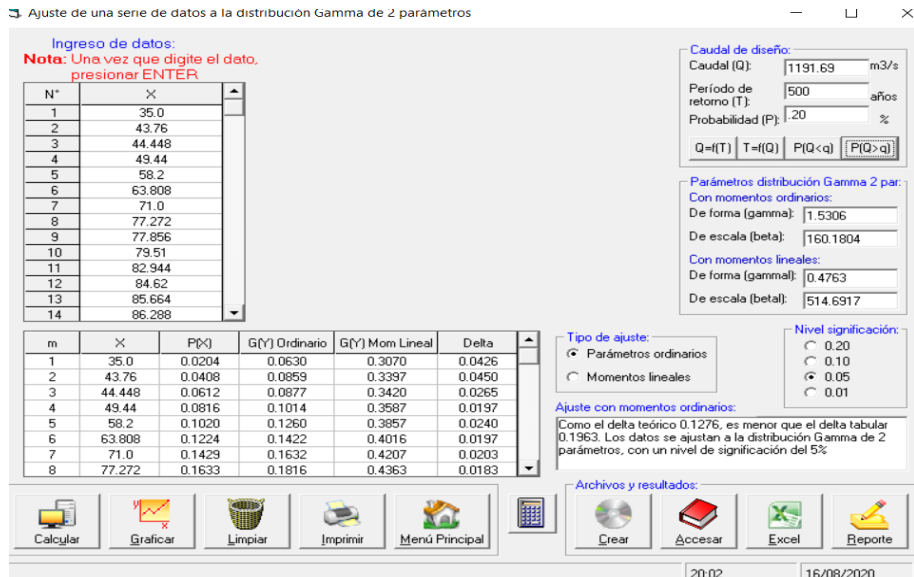 Ajuste de una serie de datos a la distribución Gamma de 2 parámetros
Ingreso de datos:
Nota: Una vez que digite el dato,
presionar ENTER
N° X
1 35.0
2 43.76
3 44.448
4 49.44
5 58.2
6 63.808
7 71.0
8 77.272
9 77.856
10 79.51
11 82.944
12 84.62
13 85.664
14 86.288
Caudal de diseño:
Caudal (Q): 1191.69 m3/s
Período de
retorno (T): 500 años
Probabilidad (P): .20 %
Q=f(T) T=f(Q) P(Q<q) P(Q>q)
Parámetros distribución Gamma 2 par:
Con momentos ordinarios:
De forma (gamma): 1.5306
De escala (beta): 160.1804
Con momentos lineales:
De forma (gammal): 0.4763
De escala (betal): 514.6917
m X P(X) G(Y) Ordinario G(Y) Mom Lineal Delta
1 35.0 0.0204 0.0630 0.3070 0.0426
2 43.76 0.0408 0.0859 0.3397 0.0450
3 44.448 0.0612 0.0877 0.3420 0.0265
4 49.44 0.0816 0.1014 0.3587 0.0197
5 58.2 0.1020 0.1260 0.3857 0.0240
6 63.808 0.1224 0.1422 0.4016 0.0197
7 71.0 0.1429 0.1632 0.4207 0.0203
8 77.272 0.1633 0.1816 0.4363 0.0183
Tipo de ajuste:
Parámetros ordinarios
Momentos lineales
Nivel significación:
0.20
0.10
0.05
0.01
Ajuste con momentos ordinarios:
Como el delta teórico 0.1276, es menor que el delta tabular
0.1963. Los datos se ajustan a la distribución Gamma de 2
parámetros, con un nivel de significación del 5%
Calcular Graficar Limpiar Imprimir Menú Principal
Archivos y resultados:
Crear Accesar Excel Reporte
20:02 16/08/2020